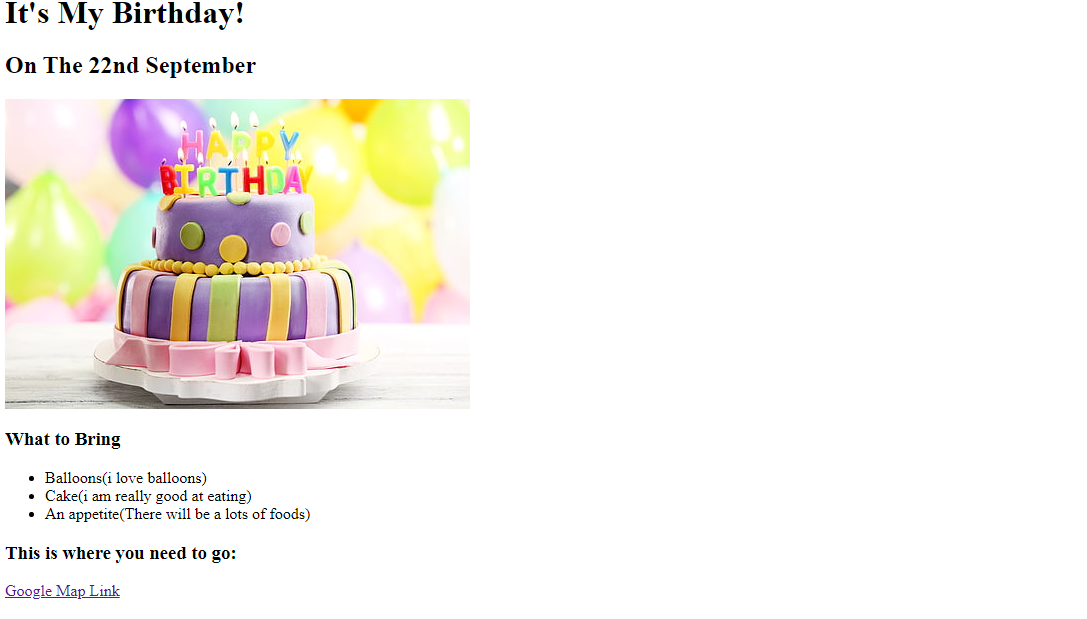 It's My Birthday!
On The 22nd September
HAPPY
BIRTHDAY
What to Bring
Balloons(i love balloons)
Cake(i am really good at eating)
An appetite(There will be a lots of foods)
This is where you need to go:
Google Map Link